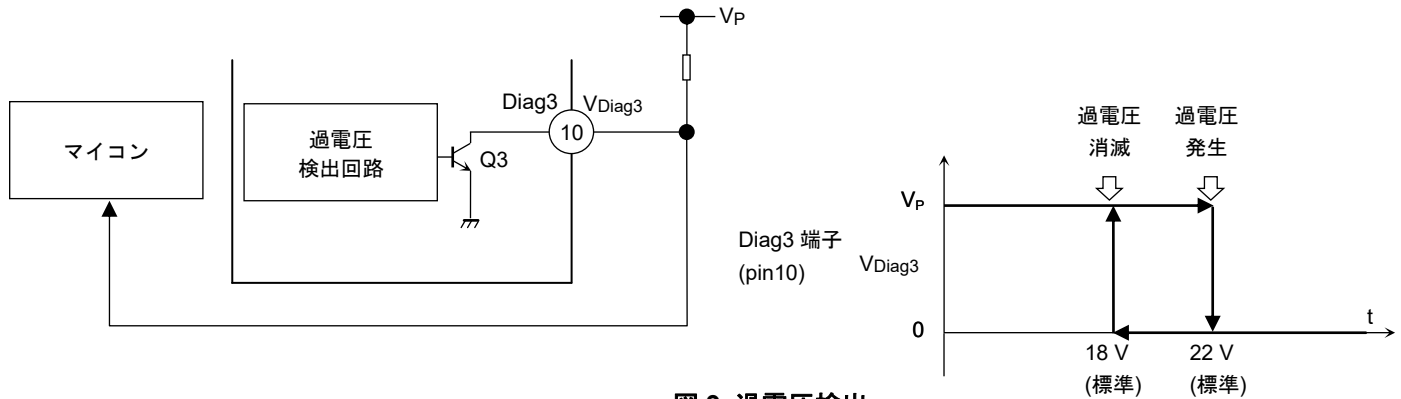 VP
マイコン
過電圧
検出回路
Q3
Diag3
VDiag3
10
過電圧
消滅
過電圧
発生
VP
Diag3 端子
(pin10)
VDiag3
0
t
18 V
(標準)
22 V
(標準)